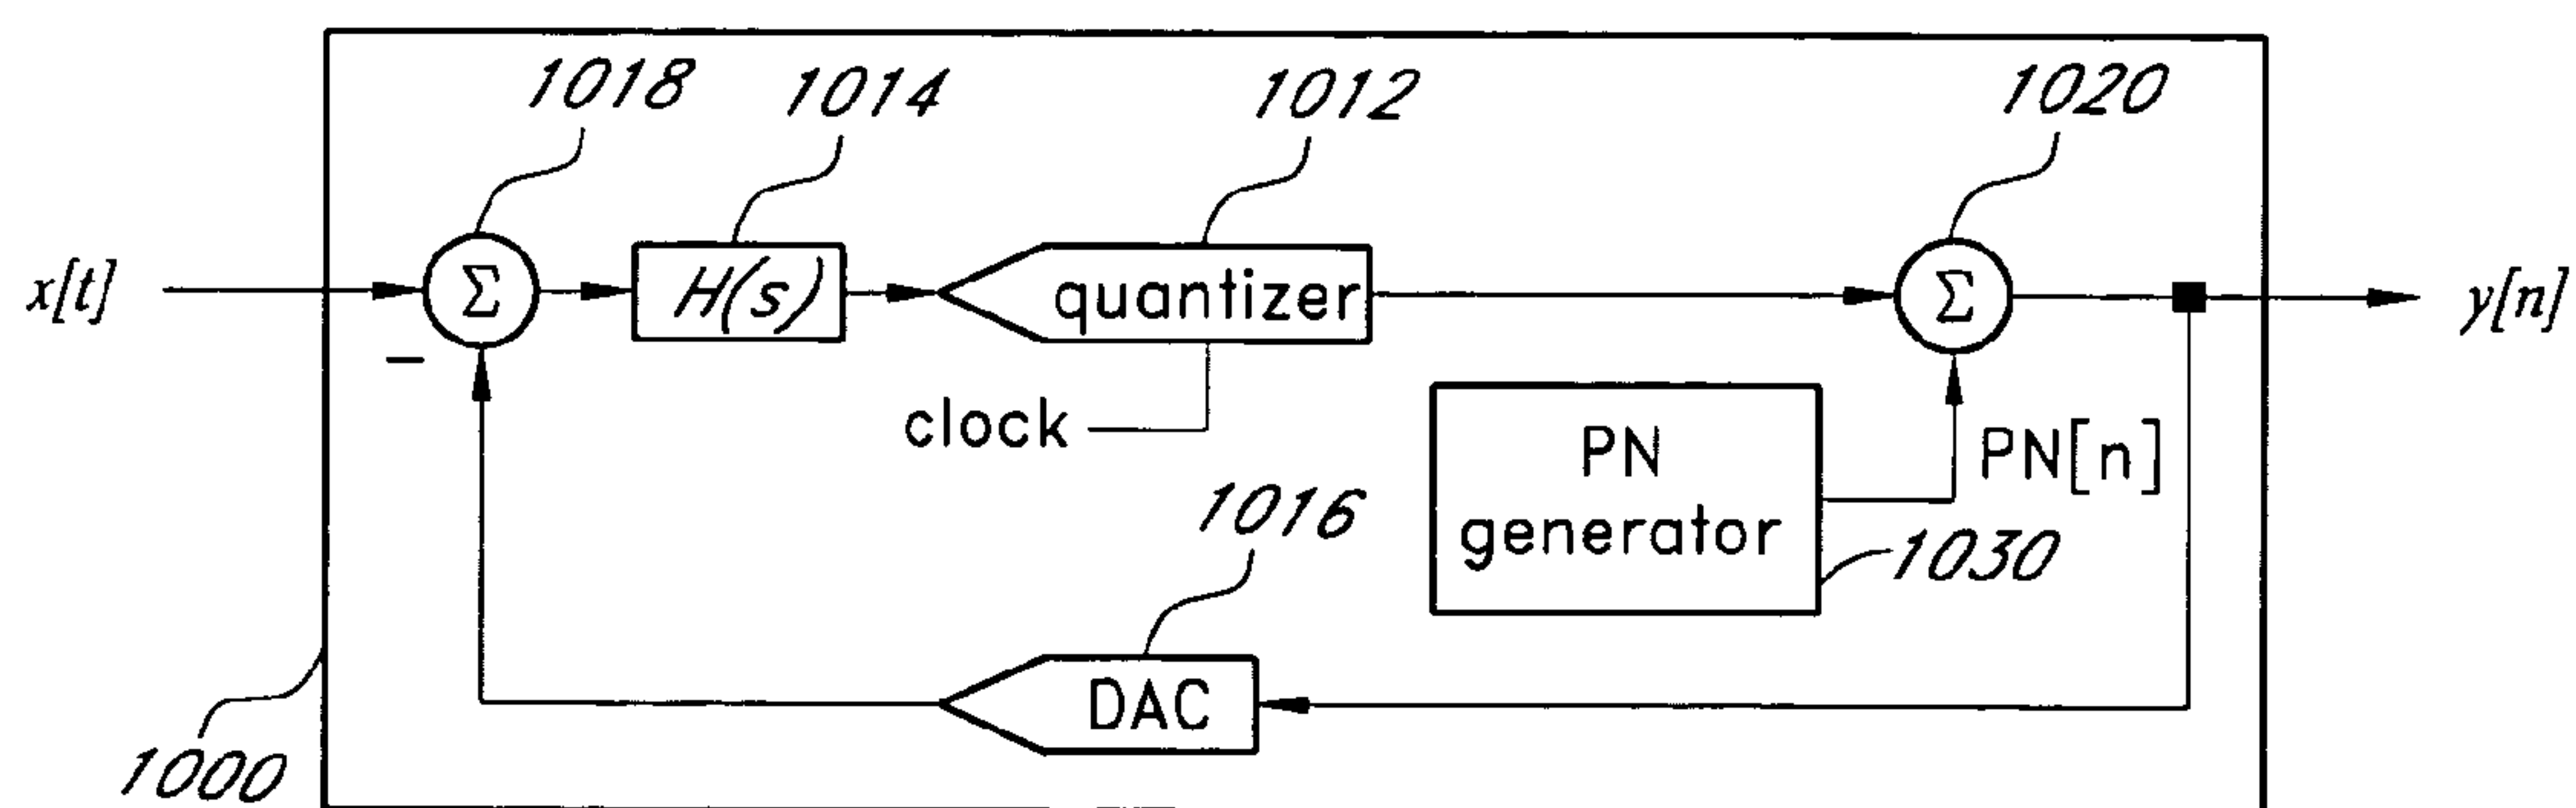 1018
1014
1012
1020
x[t]
Σ
H(s)
quantizer
Σ
y[n]
–
clock
PN
generator
PN[n]
1016
1030
DAC
1000